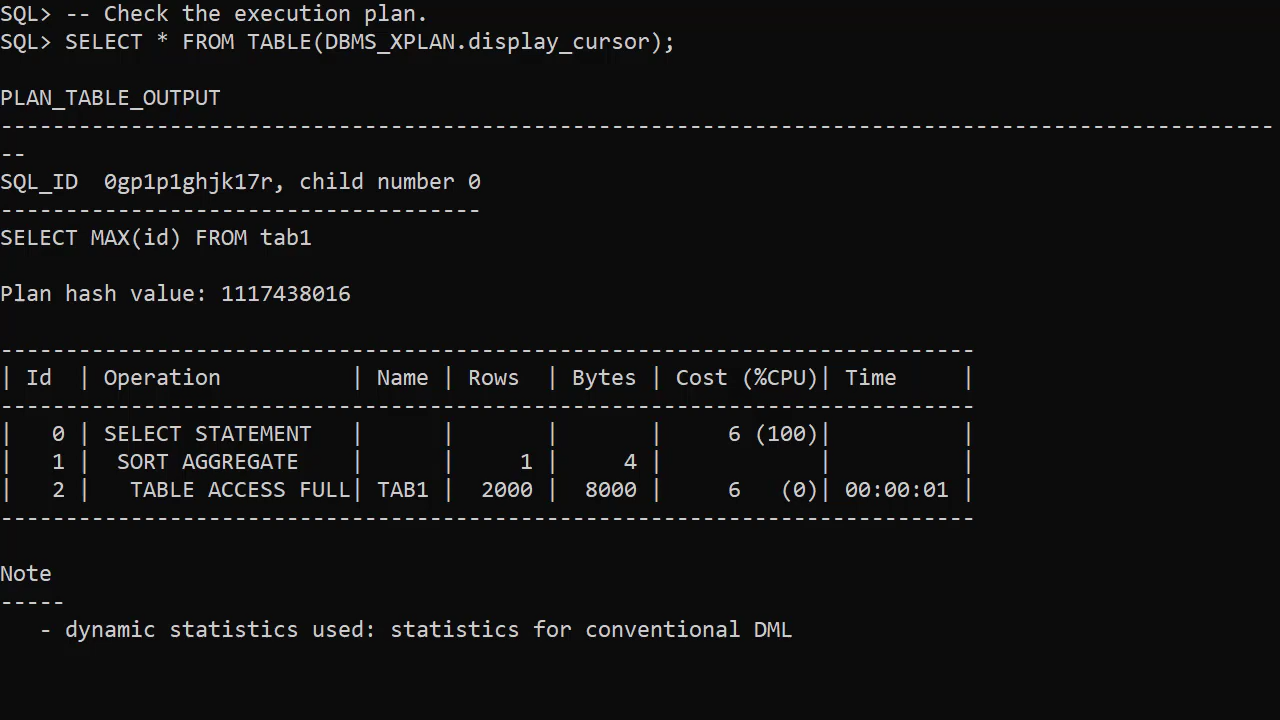 SQL> -- Check the execution plan.
SQL> SELECT * FROM TABLE(DBMS_XPLAN.display_cursor);
PLAN_TABLE_OUTPUT
--------------------------------------------------------------------------------------------------
--
SQL_ID  0gp1p1ghjk17r, child number 0
-------------------------------------
SELECT MAX(id) FROM tab1
Plan hash value: 1117438016
---------------------------------------------------------------------------
| Id  | Operation          | Name | Rows  | Bytes | Cost (%CPU)| Time     |
---------------------------------------------------------------------------
|   0 | SELECT STATEMENT   |      |       |       |     6 (100)|          |
|   1 |  SORT AGGREGATE    |      |     1 |     4 |            |          |
|   2 |   TABLE ACCESS FULL| TAB1 |  2000 |  8000 |     6   (0)| 00:00:01 |
---------------------------------------------------------------------------
Note
-----
   - dynamic statistics used: statistics for conventional DML